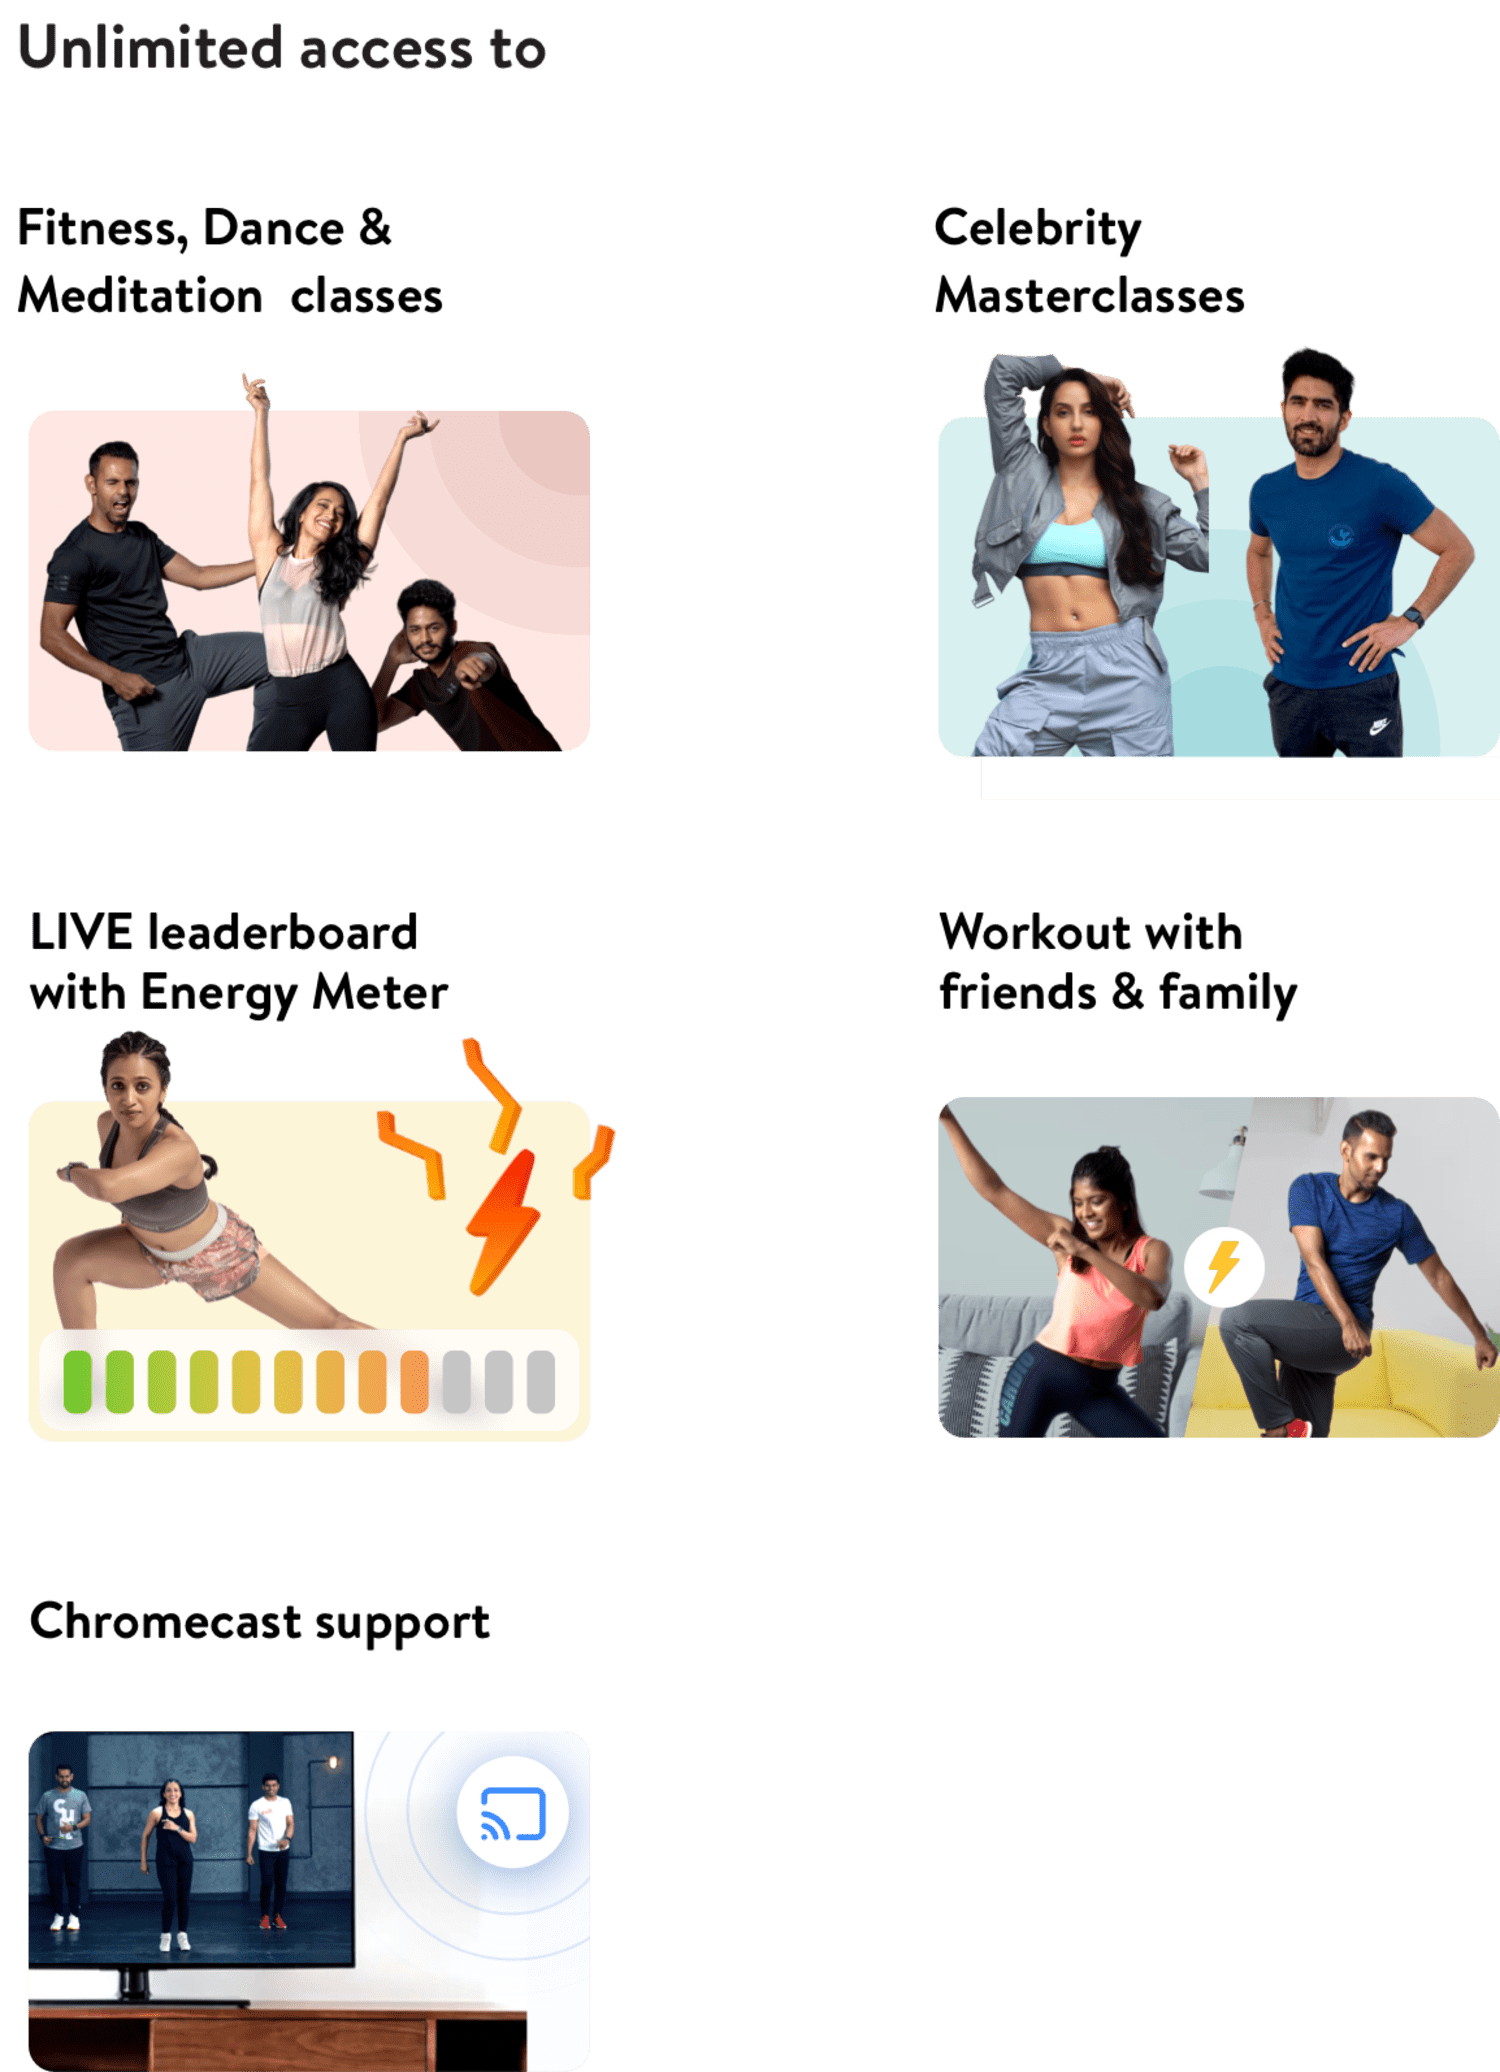 Unlimited access to
Fitness, Dance &
Meditation classes
Celebrity
Masterclasses
LIVE leaderboard
with Energy Meter
Workout with
friends & family
CARDIO
Chromecast support